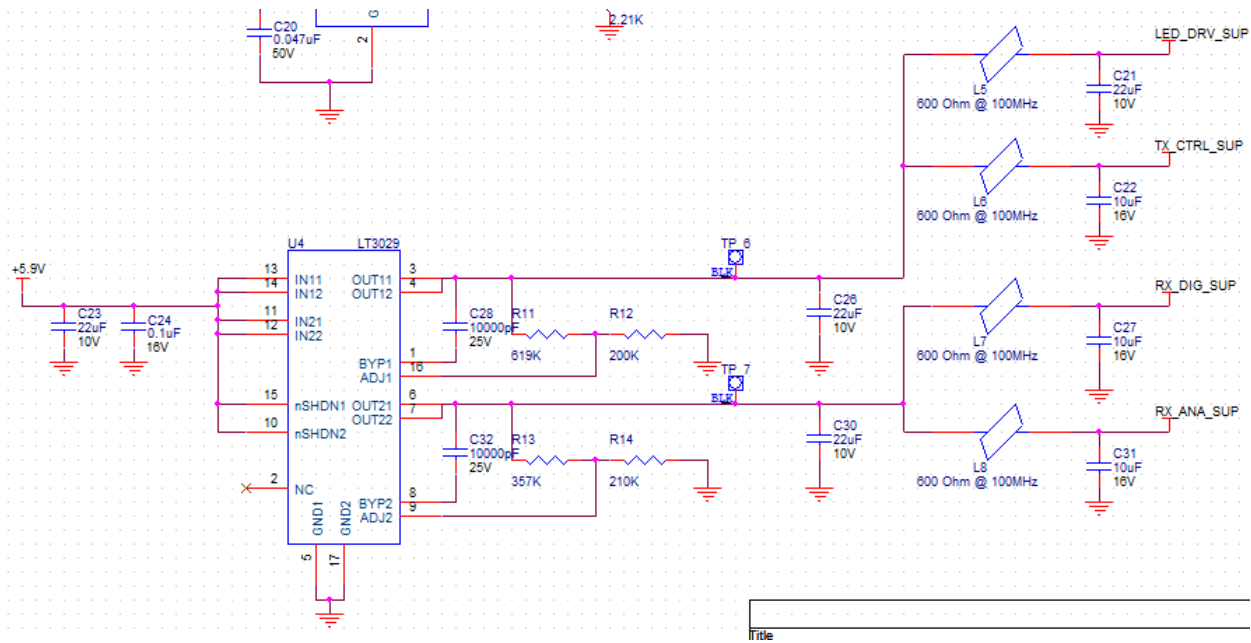 C20
0.047uF
50V
G
2
2.21K
LED_DRV_SUP
L5
600 Ohm @ 100MHz
C21
22uF
10V
TX_CTRL_SUP
L6
600 Ohm @ 100MHz
C22
10uF
16V
U4
LT3029
+5.9V
C23
22uF
10V
C24
0.1uF
16V
13
IN11
14
IN12
11
IN21
12
IN22
15
nSHDN1
10
nSHDN2
2
NC
GND1
GND2
5
17
OUT11
3
OUT12
4
BYP1
1
ADJ1
16
OUT21
6
OUT22
7
BYP2
8
ADJ2
9
C28
10000pF
25V
R11
619K
R12
200K
TP_6
BLK
C26
22uF
10V
C32
10000pF
25V
R13
357K
R14
210K
TP_7
BLK
C30
22uF
10V
RX_DIG_SUP
L7
600 Ohm @ 100MHz
C27
10uF
16V
RX_ANA_SUP
L8
600 Ohm @ 100MHz
C31
10uF
16V
Title